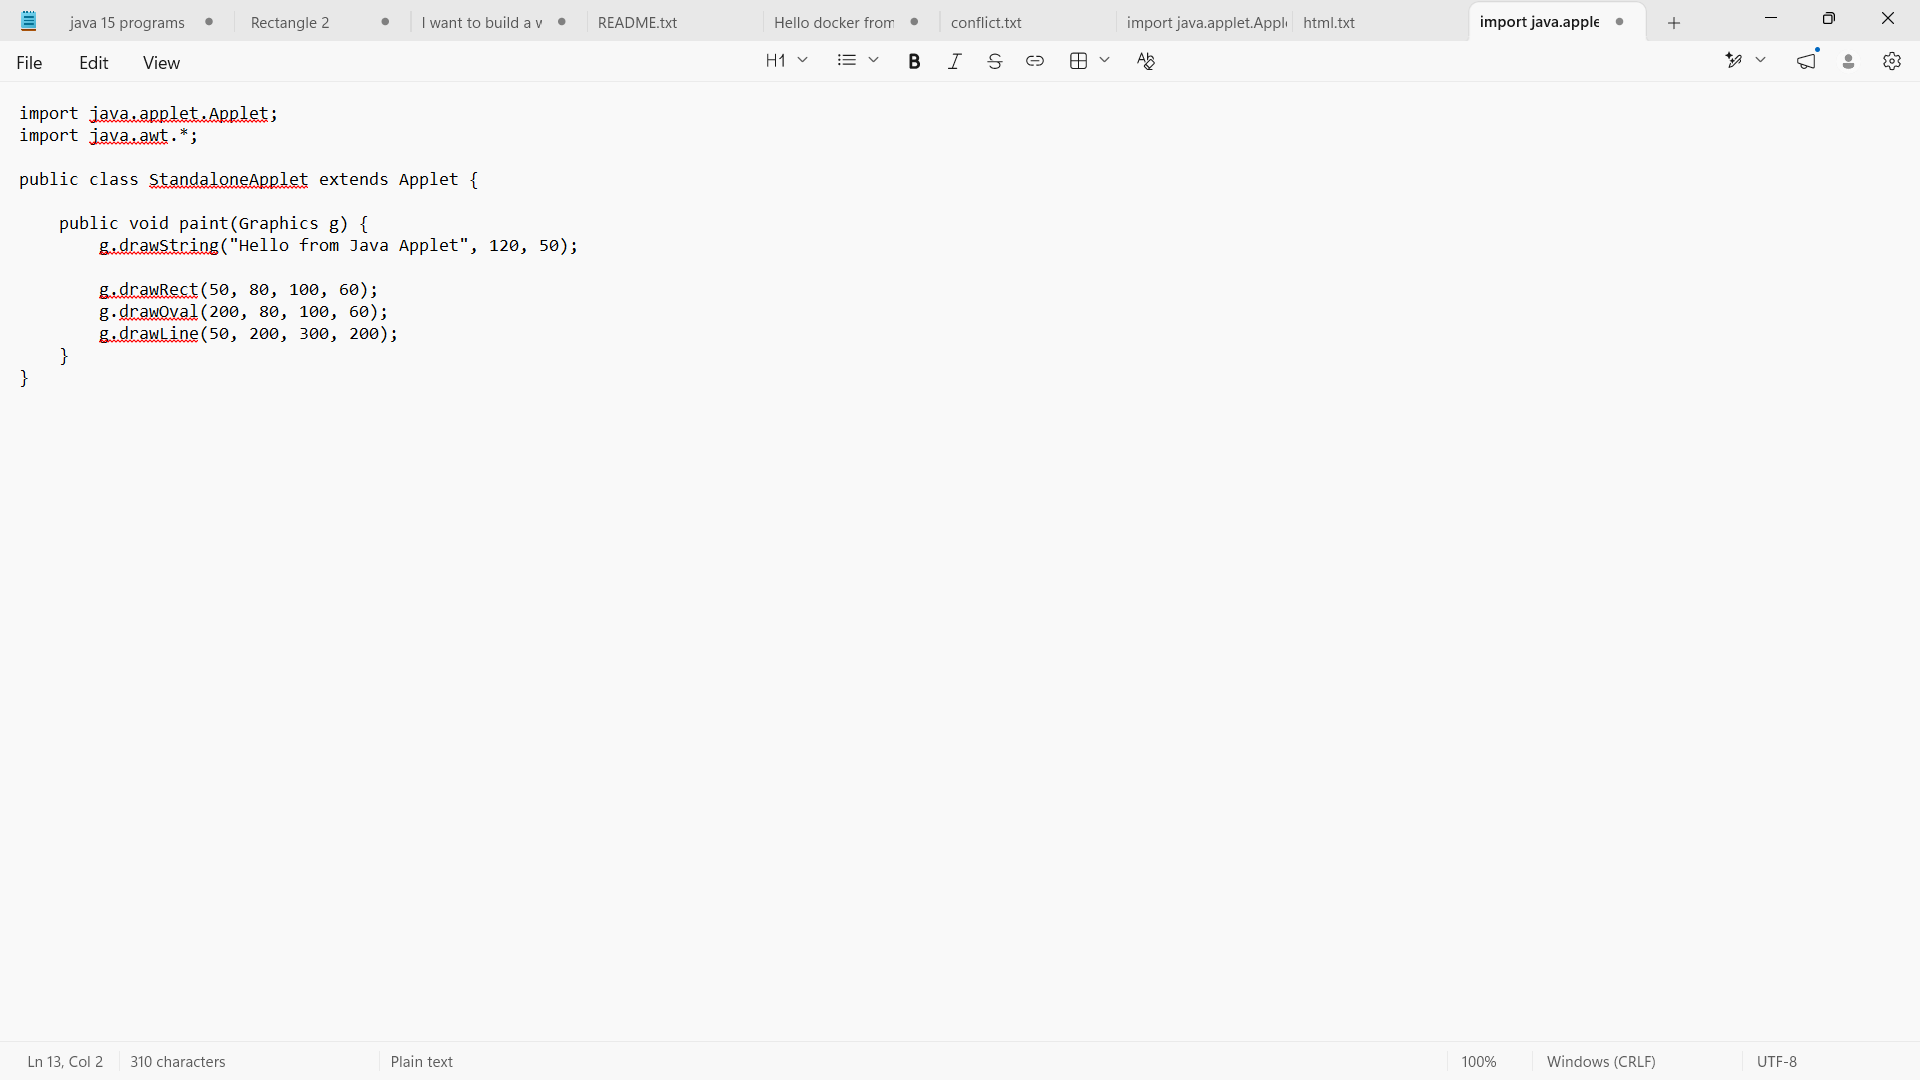 java 15 programs
Rectangle 2
I want to build a w
README.txt
Hello docker from
conflict.txt
import java.applet.Appl
html.txt
import java.apple
File Edit View
H1
import java.applet.Applet;
import java.awt.*;
public class StandaloneApplet extends Applet {
    public void paint(Graphics g) {
        g.drawString("Hello from Java Applet", 120, 50);
        g.drawRect(50, 80, 100, 60);
        g.drawOval(200, 80, 100, 60);
        g.drawLine(50, 200, 300, 200);
    }
}
Ln 13, Col 2 310 characters Plain text 100% Windows (CRLF) UTF-8